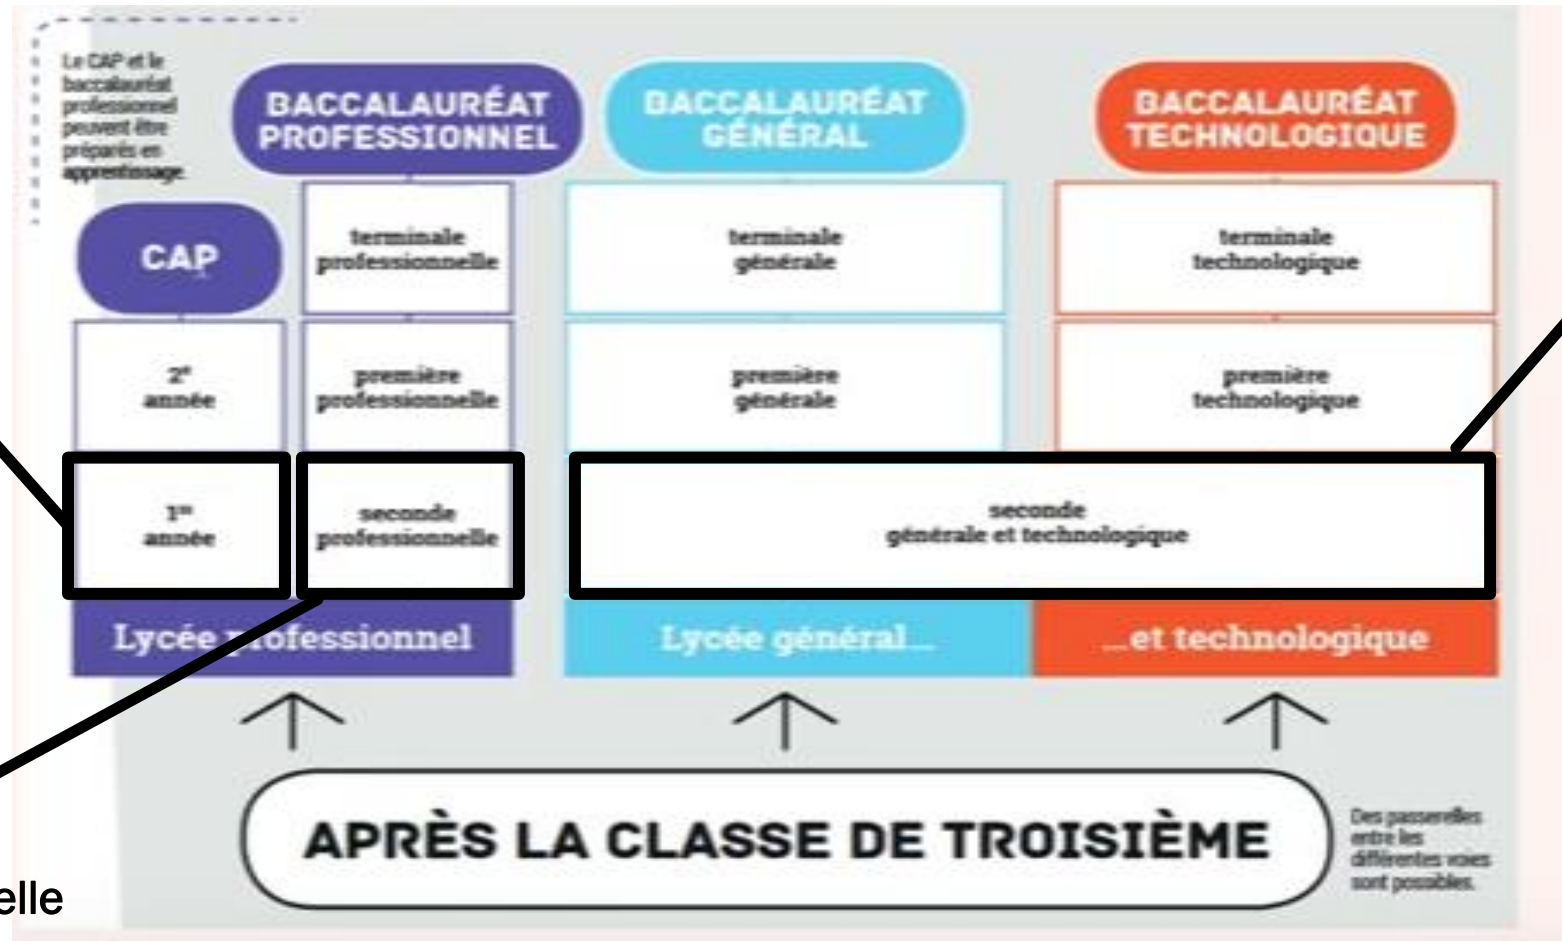 Le CAP et le
baccalauréat
professionnel
peuvent être
préparés en
apprentissage.
BACCALAURÉAT
PROFESSIONNEL
BACCALAURÉAT
GÉNÉRAL
BACCALAURÉAT
TECHNOLOGIQUE
CAP
terminale
professionnelle
terminale
générale
terminale
technologique
2e
année
première
professionnelle
première
générale
première
technologique
1re
année
seconde
professionnelle
seconde
générale et technologique
Lycée professionnel
Lycée général...
...et technologique
APRÈS LA CLASSE DE TROISIÈME
Des passerelles
entre les
différentes voies
sont possibles.
elle